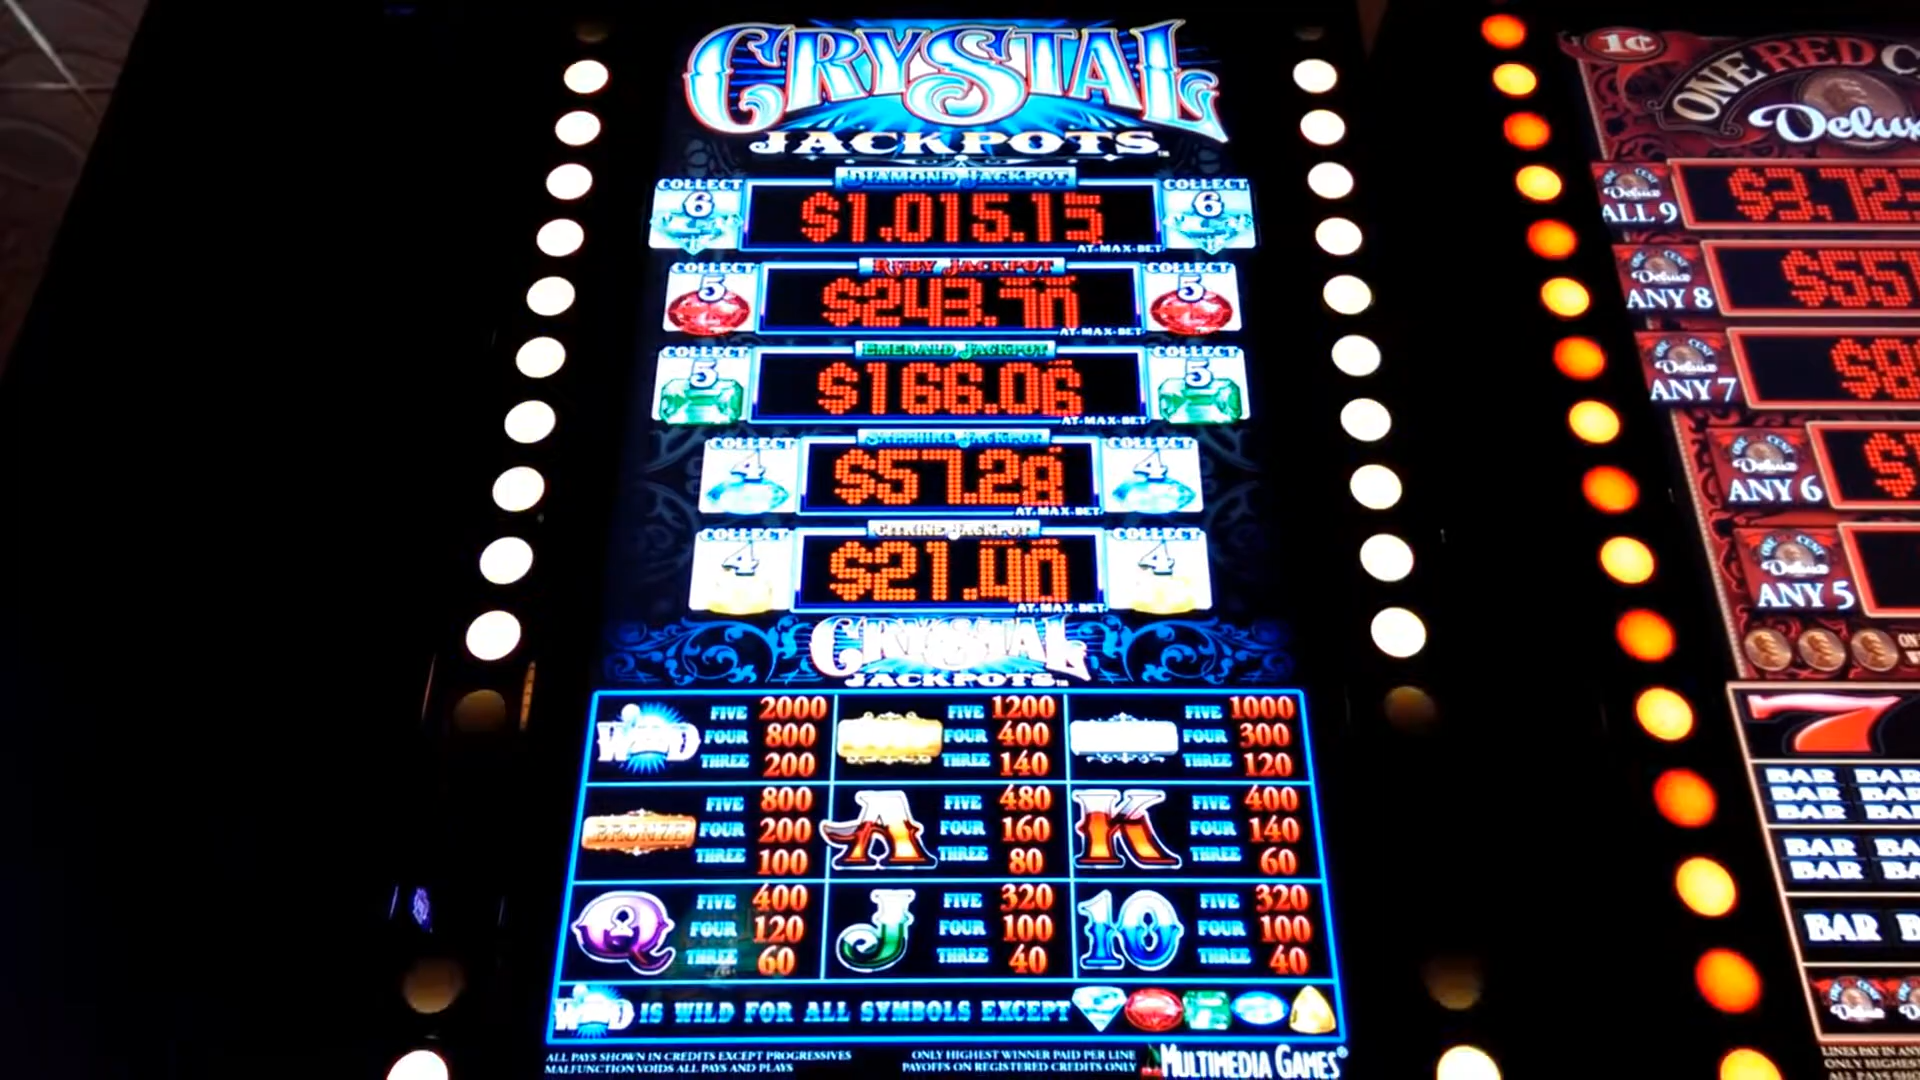 CRYSTAL
JACKPOTS™
DIAMOND JACKPOT
COLLECT 6 $1,015.15 COLLECT 6
AT MAX BET
RUBY JACKPOT
COLLECT 5 COLLECT 5
AT MAX BET
EMERALD JACKPOT
COLLECT 5 $166.06 COLLECT 5
AT MAX BET
SAPPHIRE JACKPOT
COLLECT 4 $57.28 COLLECT 4
AT MAX BET
CITRINE JACKPOT
COLLECT 4 $21.40 COLLECT 4
AT MAX BET
CRYSTAL
JACKPOTS™
WILD FIVE 2000 FOUR 800 THREE 200
FIVE 1200 FOUR 400 THREE 140
FIVE 1000 FOUR 300 THREE 120
BRONZE FIVE 800 FOUR 200 THREE 100
A FIVE 480 FOUR 160 THREE 80
K FIVE 400 FOUR 140 THREE 60
Q FIVE 400 FOUR 120 THREE 60
J FIVE 320 FOUR 100 THREE 40
10 FIVE 320 FOUR 100 THREE 40
WILD IS WILD FOR ALL SYMBOLS EXCEPT
ALL PAYS SHOWN IN CREDITS EXCEPT PROGRESSIVES
MALFUNCTION VOIDS ALL PAYS AND PLAYS
ONLY HIGHEST WINNER PAID PER LINE
PAYOFFS ON REGISTERED CREDITS ONLY
MULTIMEDIA GAMES®
1¢
ONE RED C
Delux
ALL 9 $3,723
ANY 8 $55
ANY 7 $8
ANY 6
ANY 5
7
BAR BAR
BAR BAR
BAR BAR
BAR BAR
BAR BA
BAR B